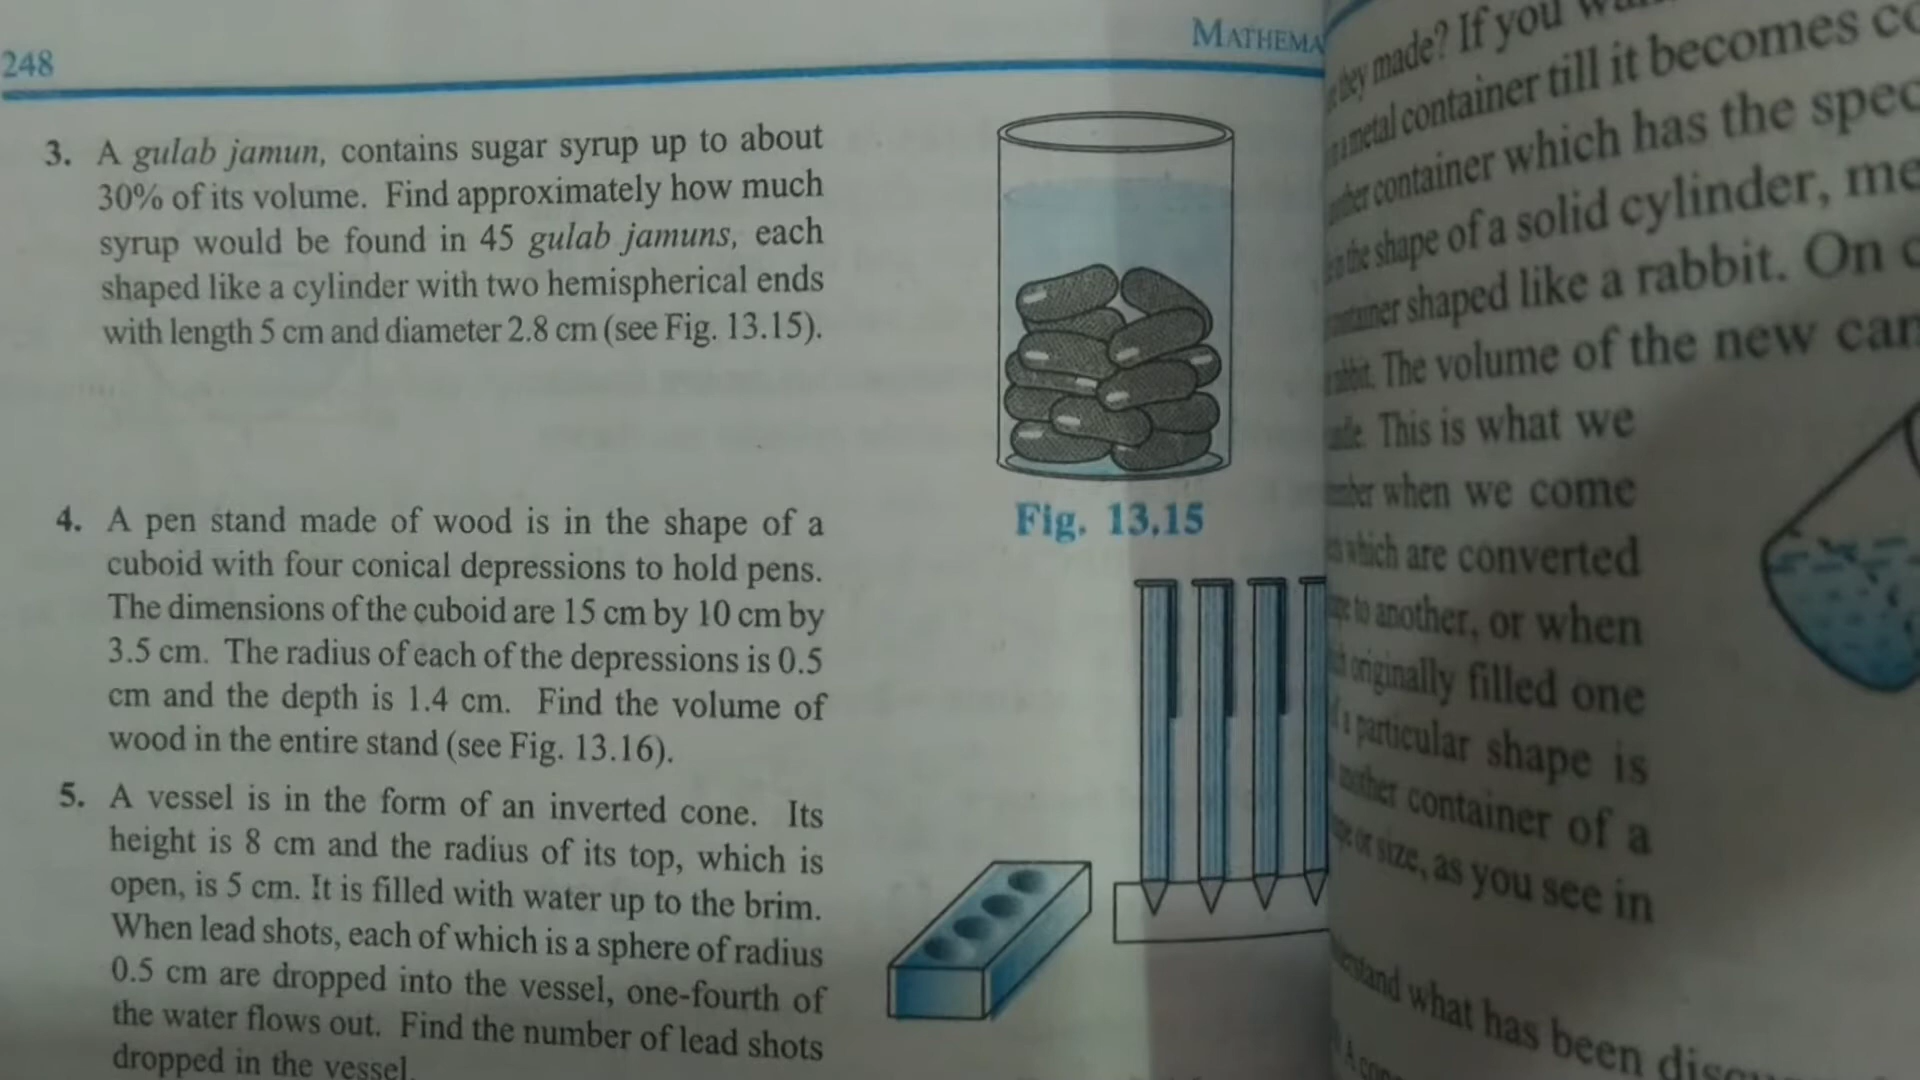 248
MATHEMA
3. A gulab jamun, contains sugar syrup up to about
30% of its volume. Find approximately how much
syrup would be found in 45 gulab jamuns, each
shaped like a cylinder with two hemispherical ends
with length 5 cm and diameter 2.8 cm (see Fig. 13.15).
Fig. 13.15
4. A pen stand made of wood is in the shape of a
cuboid with four conical depressions to hold pens.
The dimensions of the cuboid are 15 cm by 10 cm by
3.5 cm. The radius of each of the depressions is 0.5
cm and the depth is 1.4 cm. Find the volume of
wood in the entire stand (see Fig. 13.16).
5. A vessel is in the form of an inverted cone. Its
height is 8 cm and the radius of its top, which is
open, is 5 cm. It is filled with water up to the brim.
When lead shots, each of which is a sphere of radius
0.5 cm are dropped into the vessel, one-fourth of
the water flows out. Find the number of lead shots
dropped in the vessel.
they made? If you
metal container till it becomes
container which has the spec
the shape of a solid cylinder, me
container shaped like a rabbit. On
The volume of the new can
This is what we
when we come
which are converted
to another, or when
originally filled one
particular shape is
another container of a
or size, as you see in
what has been